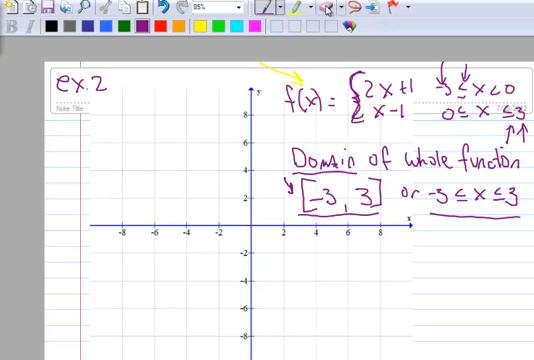 85%
B I
ex.2
Note Title
f(x) = { 2x+1 -3 ≤ x < 0
x-1 0 ≤ x ≤ 3
Domain of whole function
[-3, 3] or -3 ≤ x ≤ 3
y
x
8
6
4
2
-8 -6 -4 -2 2 4 6 8
-2
-4
-6
-8